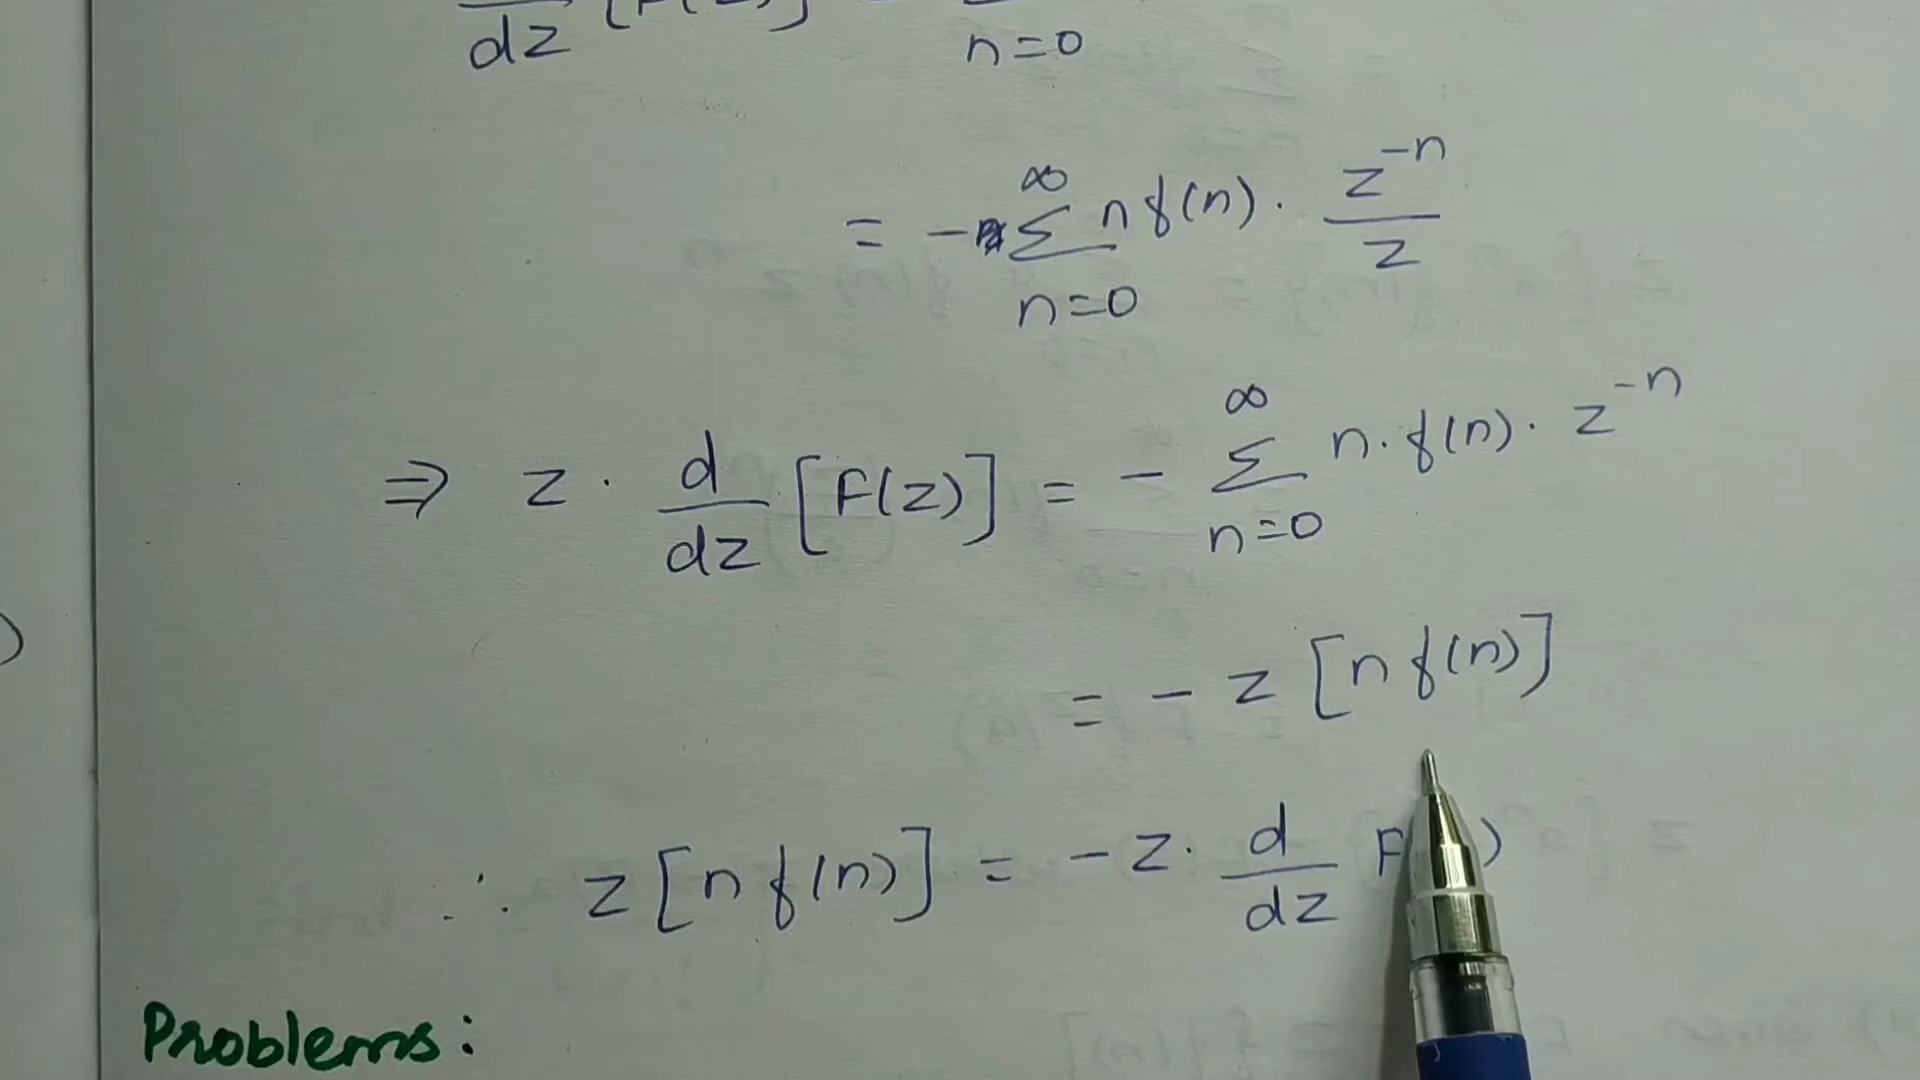 d/dz [F(z)] n=0
= - ∞ Σ n=0 n f(n) · z^-n / z
⇒ z · d/dz [F(z)] = - ∞ Σ n=0 n · f(n) · z^-n
= - z [n f(n)]
∴ z [n f(n)] = - z · d/dz F )
Problems: